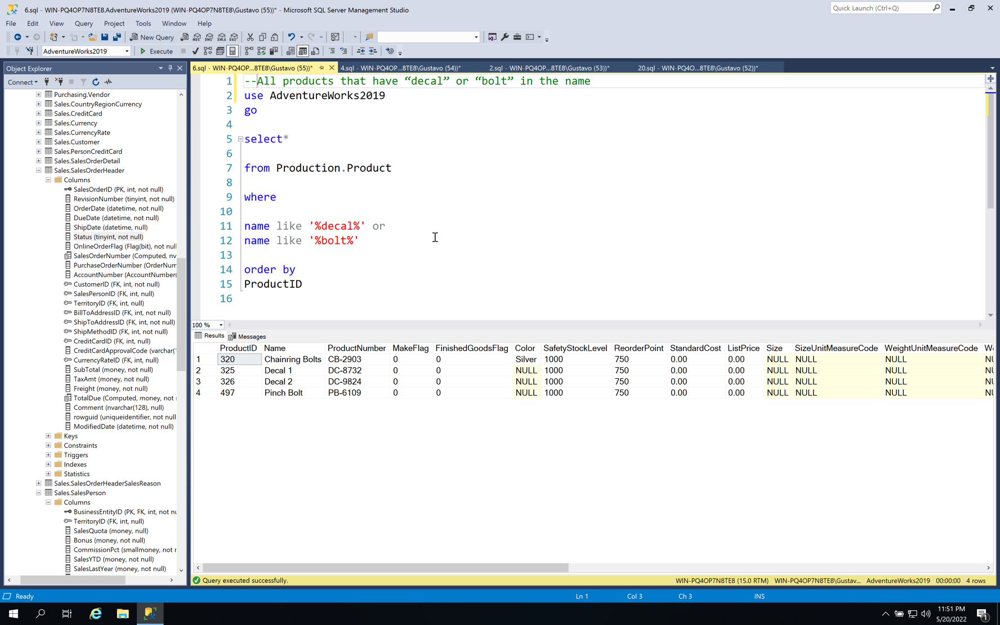 6.sql - WIN-PQ4OP7N8TE8.AdventureWorks2019 (WIN-PQ4OP7N8TE8\Gustavo (55))* - Microsoft SQL Server Management Studio
Quick Launch (Ctrl+Q)
File Edit View Query Project Tools Window Help
New Query MDX DMX XMLA DAX
AdventureWorks2019 Execute
Object Explorer
Connect
Purchasing.Vendor
Sales.CountryRegionCurrency
Sales.CreditCard
Sales.Currency
Sales.CurrencyRate
Sales.Customer
Sales.PersonCreditCard
Sales.SalesOrderDetail
Sales.SalesOrderHeader
Columns
SalesOrderID (PK, int, not null)
RevisionNumber (tinyint, not null)
OrderDate (datetime, not null)
DueDate (datetime, not null)
ShipDate (datetime, null)
Status (tinyint, not null)
OnlineOrderFlag (Flag(bit), not null
SalesOrderNumber (Computed, nv
PurchaseOrderNumber (OrderNum
AccountNumber (AccountNumber(
CustomerID (FK, int, not null)
SalesPersonID (FK, int, null)
TerritoryID (FK, int, null)
BillToAddressID (FK, int, not null)
ShipToAddressID (FK, int, not null)
ShipMethodID (FK, int, not null)
CreditCardID (FK, int, null)
CreditCardApprovalCode (varchar(1
CurrencyRateID (FK, int, null)
SubTotal (money, not null)
TaxAmt (money, not null)
Freight (money, not null)
TotalDue (Computed, money, not
Comment (nvarchar(128), null)
rowguid (uniqueidentifier, not null
ModifiedDate (datetime, not null)
Keys
Constraints
Triggers
Indexes
Statistics
Sales.SalesOrderHeaderSalesReason
Sales.SalesPerson
Columns
BusinessEntityID (PK, FK, int, not nu
TerritoryID (FK, int, null)
SalesQuota (money, null)
Bonus (money, not null)
CommissionPct (smallmoney, not n
SalesYTD (money, not null)
SalesLastYear (money, not null)
6.sql - WIN-PQ4OP...8TE8\Gustavo (55))* 4.sql - WIN-PQ4OP...8TE8\Gustavo (54))* 2.sql - WIN-PQ4OP...8TE8\Gustavo (53))* 20.sql - WIN-PQ4O...8TE8\Gustavo (52))*
1 --All products that have “decal” or “bolt” in the name
2 use AdventureWorks2019
3 go
4
5 select*
6
7 from Production.Product
8
9 where
10
11 name like '%decal%' or
12 name like '%bolt%'
13
14 order by
15 ProductID
16
100 %
Results Messages
ProductID Name ProductNumber MakeFlag FinishedGoodsFlag Color SafetyStockLevel ReorderPoint StandardCost ListPrice Size SizeUnitMeasureCode WeightUnitMeasureCode We
1 320 Chainring Bolts CB-2903 0 0 Silver 1000 750 0.00 0.00 NULL NULL NULL NU
2 325 Decal 1 DC-8732 0 0 NULL 1000 750 0.00 0.00 NULL NULL NULL NU
3 326 Decal 2 DC-9824 0 0 NULL 1000 750 0.00 0.00 NULL NULL NULL NU
4 497 Pinch Bolt PB-6109 0 0 NULL 1000 750 0.00 0.00 NULL NULL NULL NU
Query executed successfully. WIN-PQ4OP7N8TE8 (15.0 RTM) WIN-PQ4OP7N8TE8\Gustav... AdventureWorks2019 00:00:00 4 rows
Ready Ln 1 Col 3 Ch 3 INS
11:51 PM
5/20/2022
1